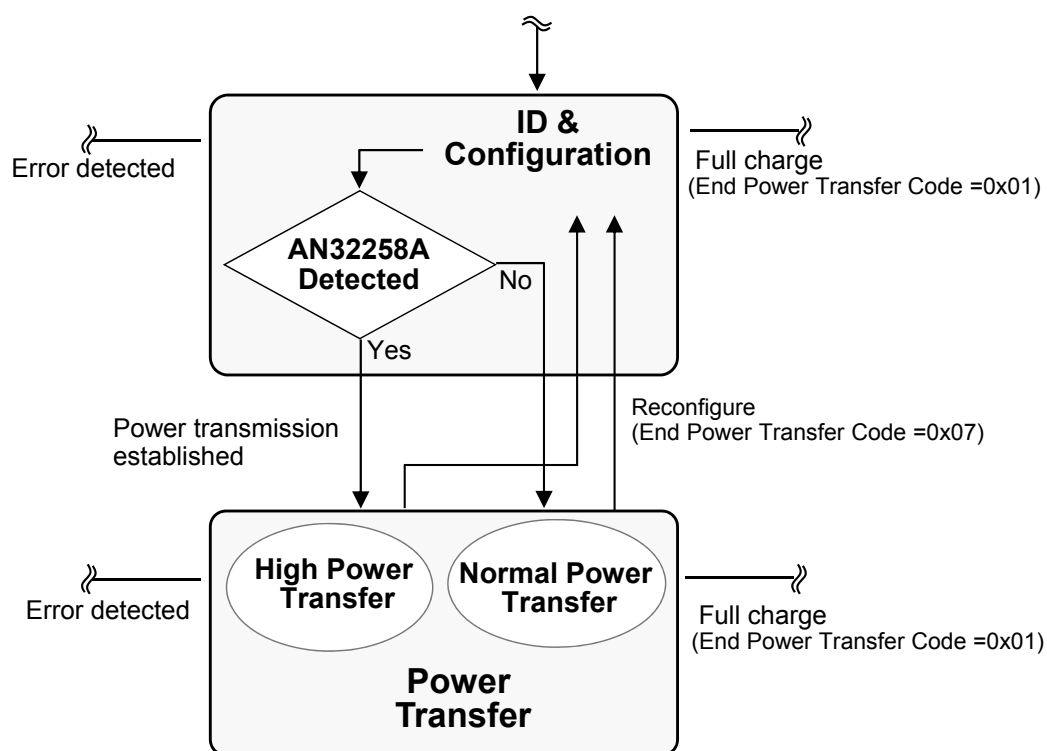 ID &
Configuration
Error detected
Full charge
(End Power Transfer Code =0x01)
AN32258A
Detected
No
Yes
Power transmission
established
Reconfigure
(End Power Transfer Code =0x07)
High Power
Transfer
Normal Power
Transfer
Error detected
Full charge
(End Power Transfer Code =0x01)
Power
Transfer